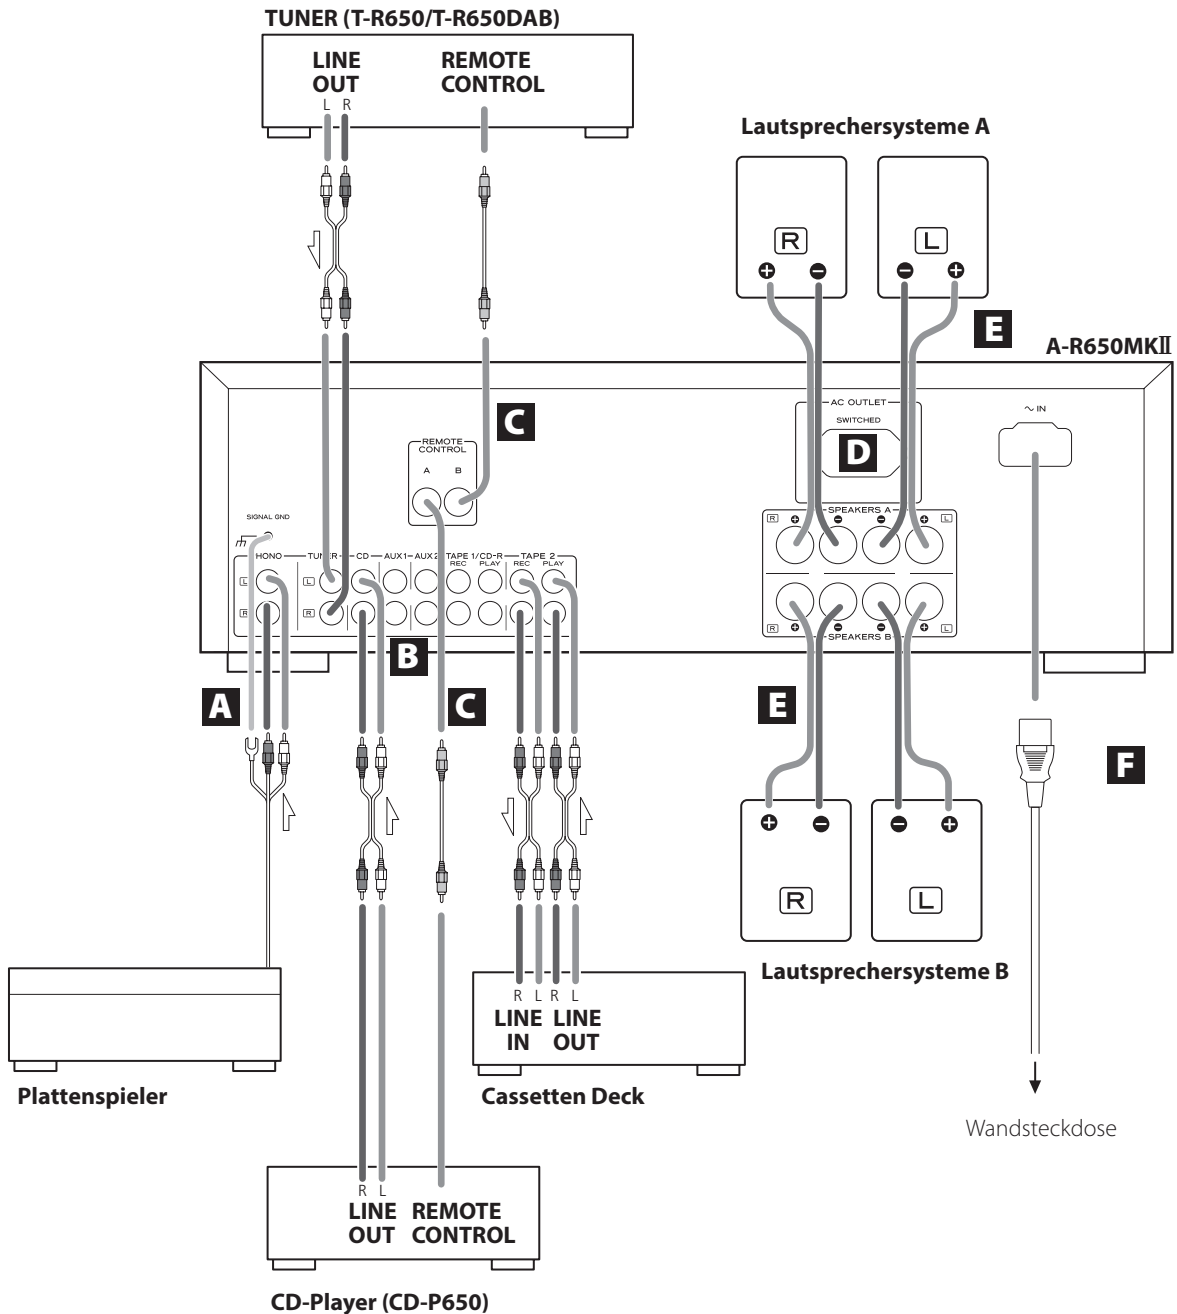 TUNER (T-R650/T-R650DAB)
LINE OUT
REMOTE CONTROL
L R
Lautsprechersysteme A
R
L
E
A-R650MKⅡ
C
AC OUTLET
SWITCHED
D
~ IN
REMOTE CONTROL
A B
SIGNAL GND
SPEAKERS A
R
L
HONO TUNER CD AUX1 AUX2 TAPE 1/CD-R TAPE 2
REC PLAY REC PLAY
L
L
R
R
R
L
SPEAKERS B
A
B
C
E
F
R
L
Lautsprechersysteme B
R L R L
LINE IN
LINE OUT
Plattenspieler
Cassetten Deck
Wandsteckdose
R L
LINE OUT
REMOTE CONTROL
CD-Player (CD-P650)